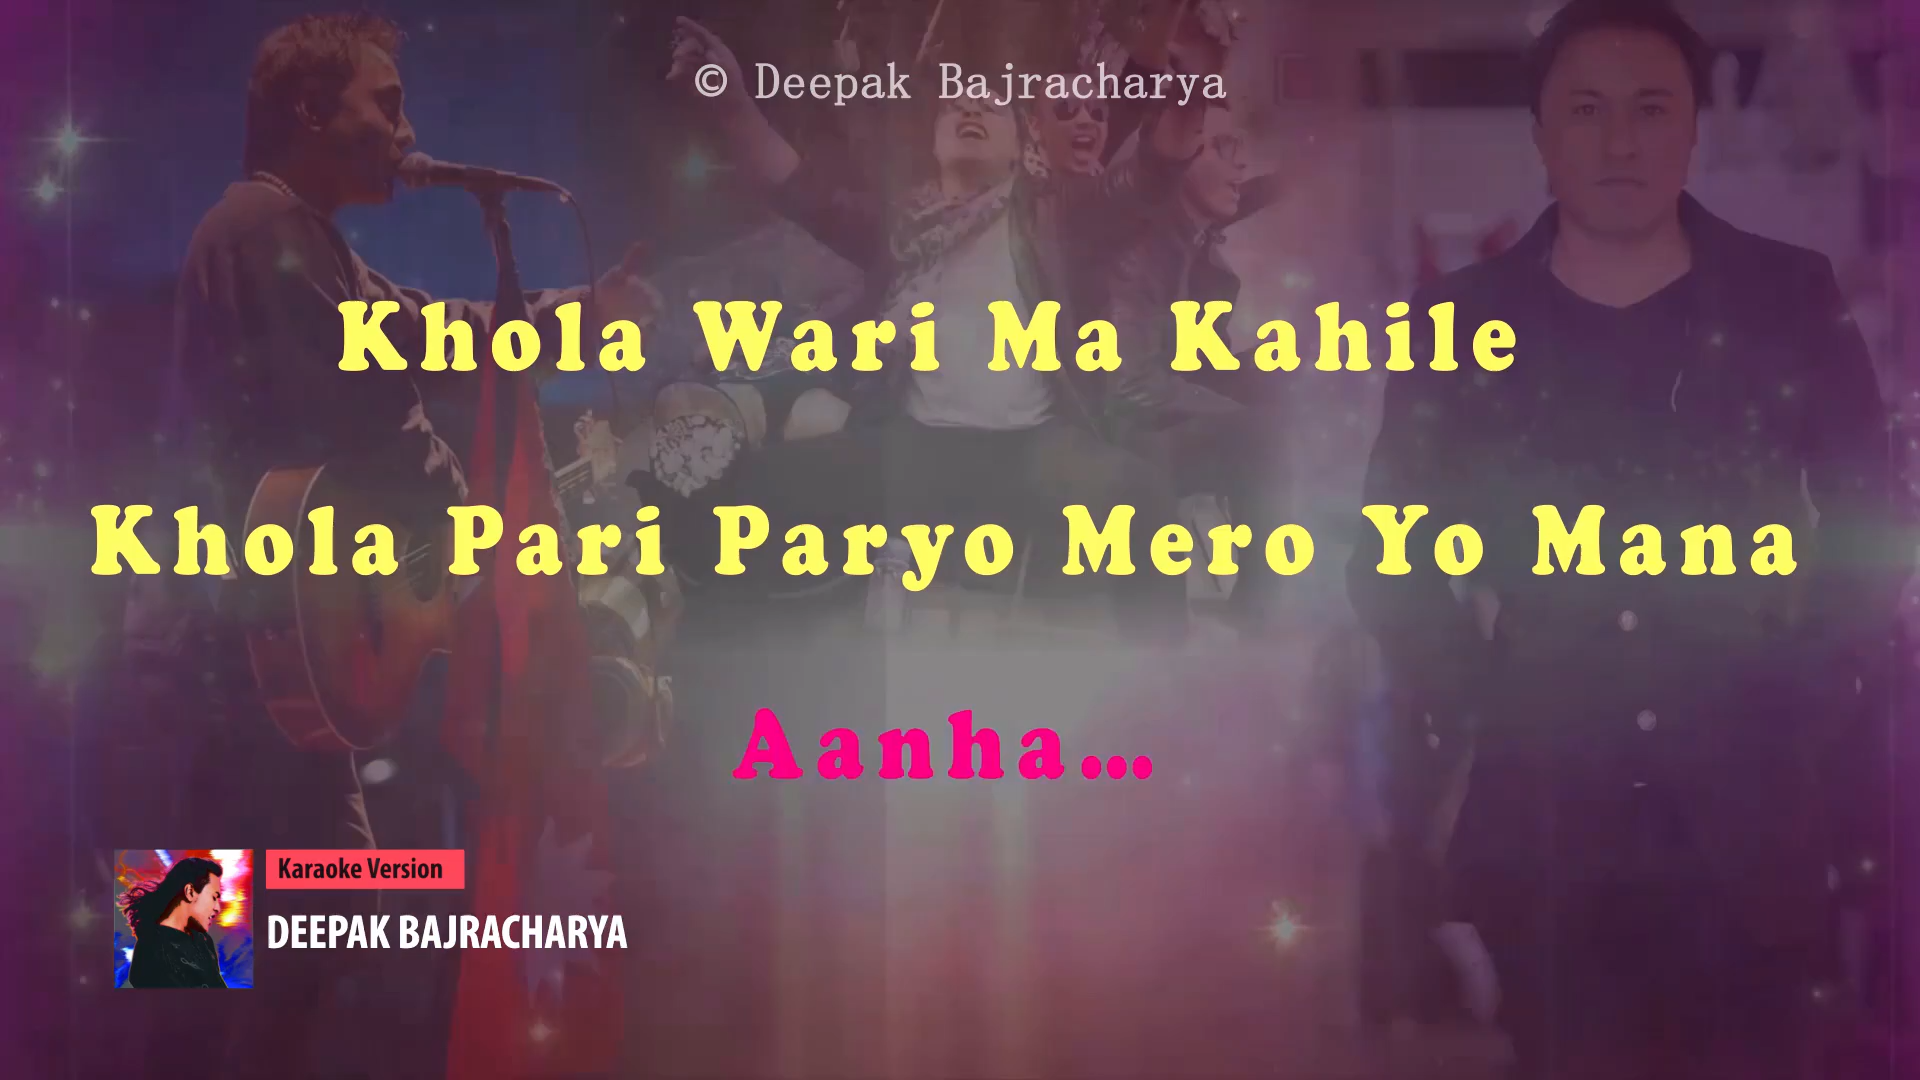 © Deepak Bajracharya
Khola Wari Ma Kahile
Khola Pari Paryo Mero Yo Mana
Aanha...
Karaoke Version
DEEPAK BAJRACHARYA